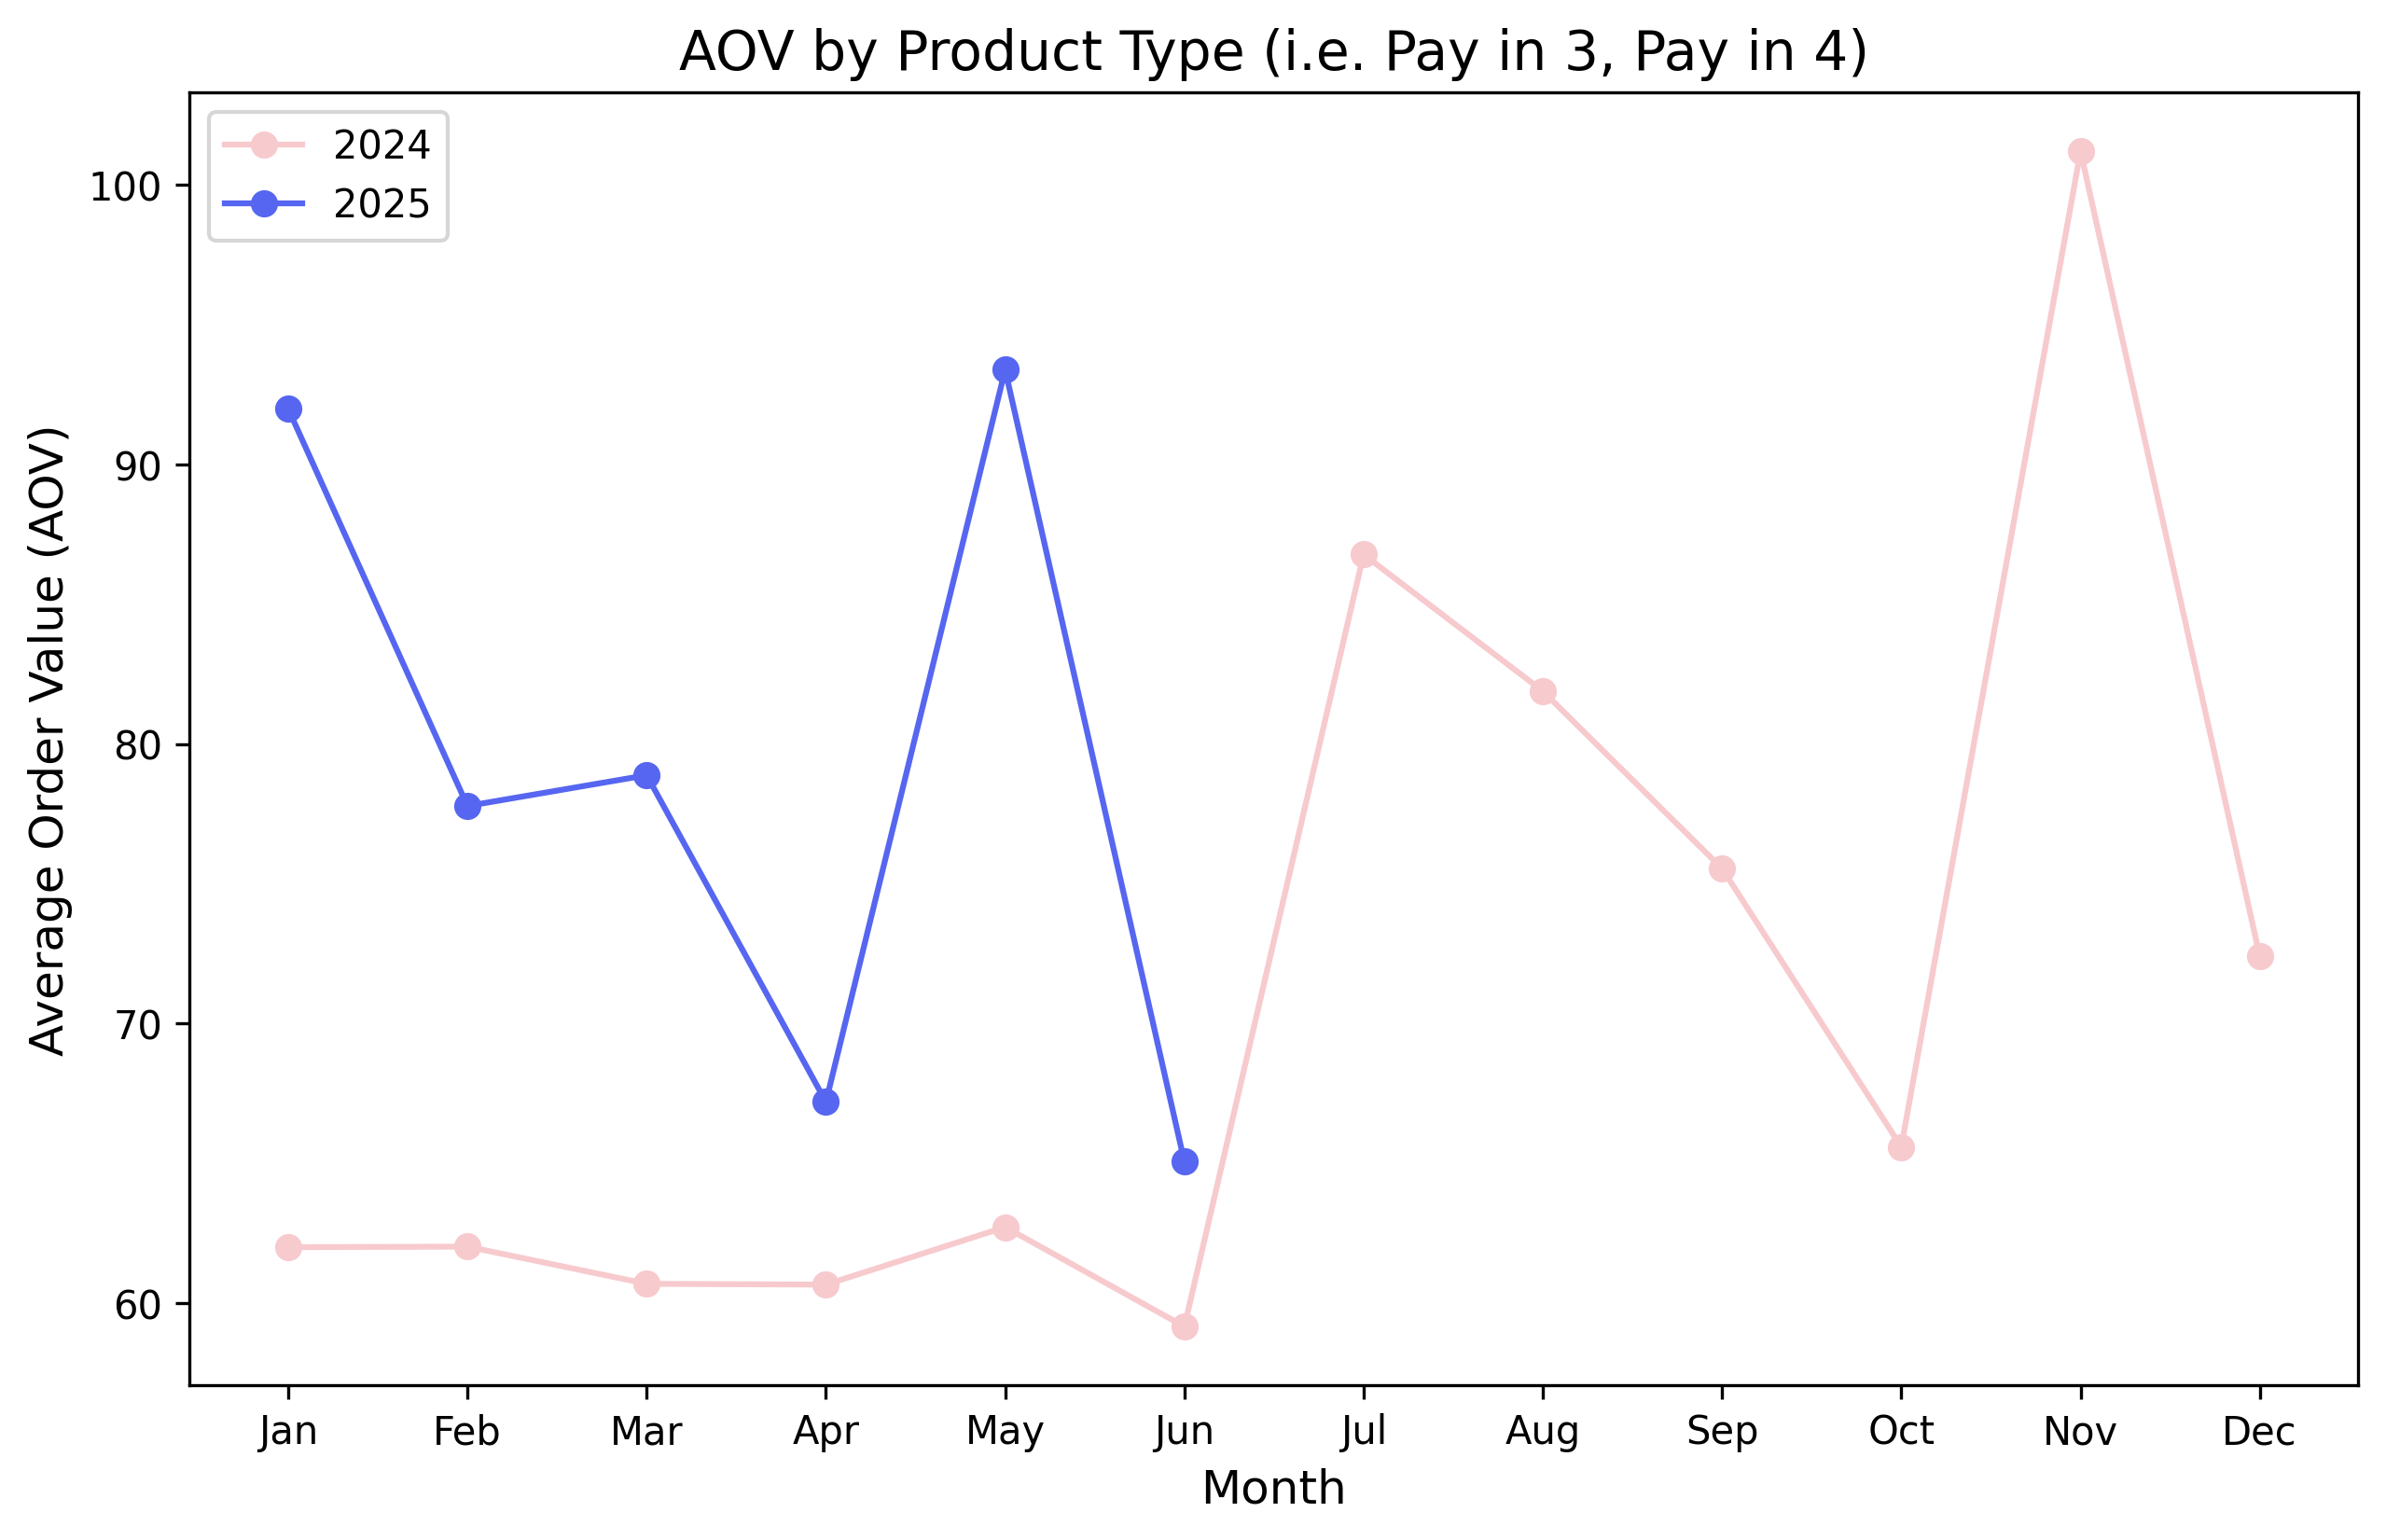 AOV by Product Type (i.e. Pay in 3, Pay in 4)
2024
2025
Average Order Value (AOV)
100
90
80
70
60
Jan Feb Mar Apr May Jun Jul Aug Sep Oct Nov Dec
Month